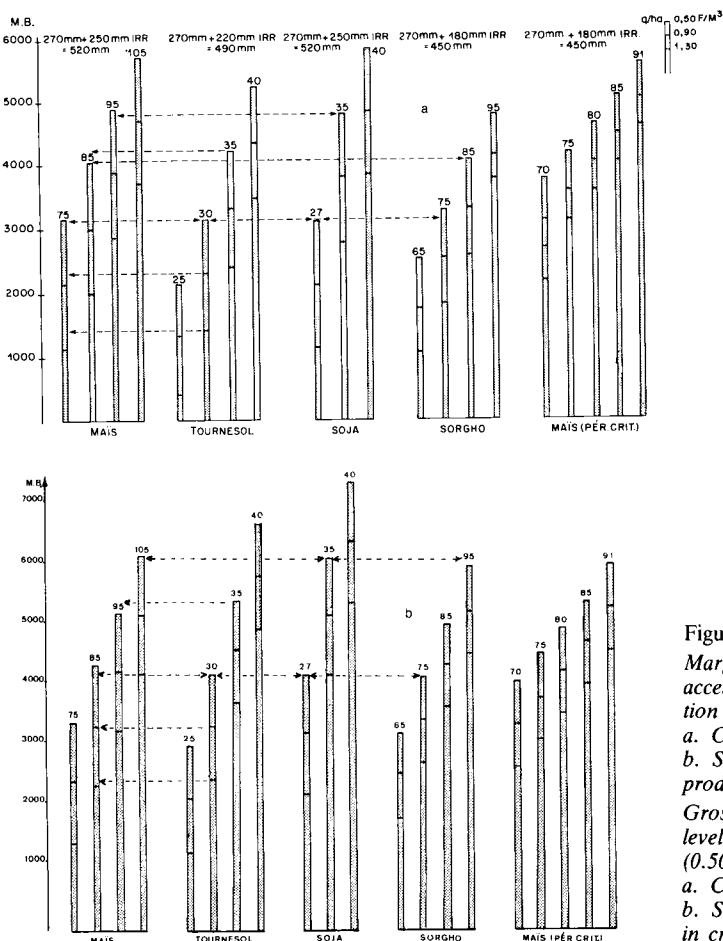 M.B.
q/ha 0,50 F/M³
0,90
1,30
270mm+250mm IRR
= 520mm
270mm+220mm IRR
= 490mm
270mm+250mm IRR
= 520mm
270mm+180mm IRR
= 450mm
270mm + 180mm IRR.
= 450mm
6000
5000
4000
3000
2000
1000
75
85
95
105
25
30
35
40
27
35
40
65
75
85
95
70
75
80
85
91
a
MAÏS
TOURNESOL
SOJA
SORGHO
MAÏS (PÉR. CRIT.)
M.B.
7000
6000
5000
4000
3000
2000
1000
75
85
95
105
25
30
35
40
27
35
40
65
75
85
95
70
75
80
85
91
b
MAÏS
TOURNESOL
SOJA
SORGHO
MAÏS (PÉR CRIT)
Figu
Marg
acce
tion
a. C
b. S
proa
Gros
level
(0.50
a. C
b. S
in cr